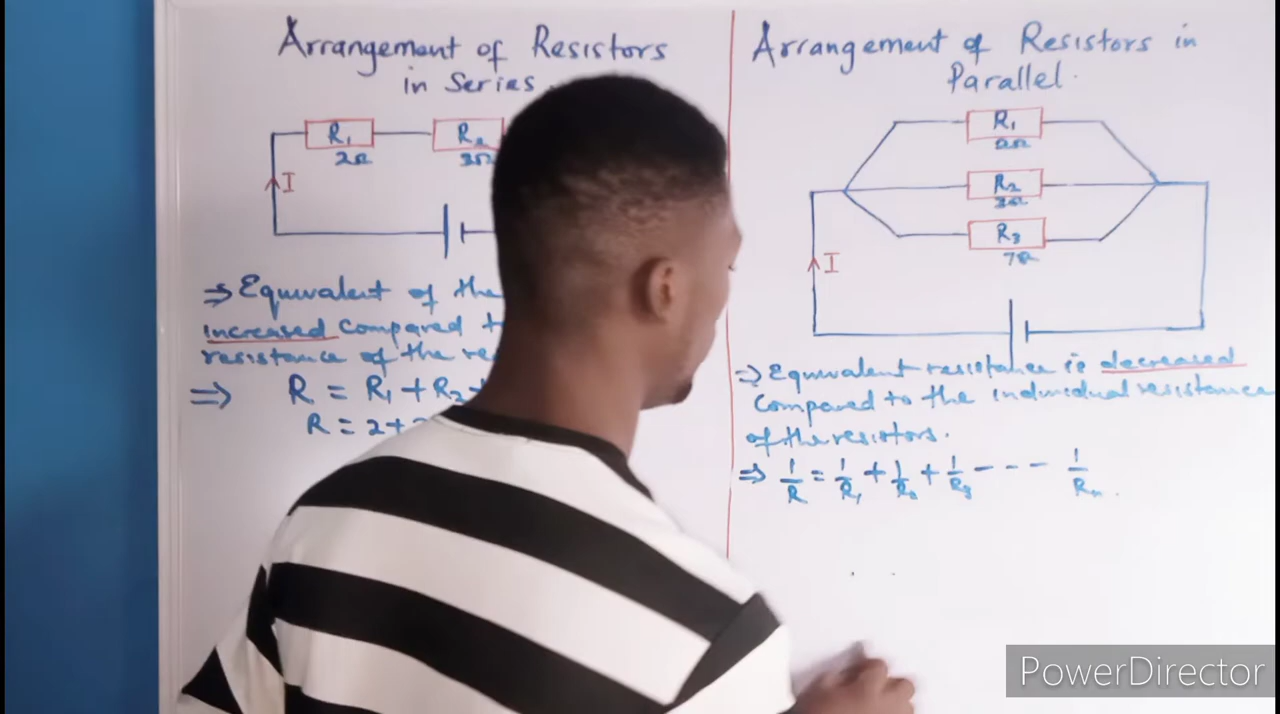 Arrangement of Resistors
in Series.
R₁
2Ω
R₂
3Ω
I
⇒ Equivalent of the
increased compared t
resistance of the re
⇒ R = R₁ + R₂ +
R = 2+
Arrangement of Resistors in
Parallel.
R₁
2Ω
R₂
3Ω
R₃
7Ω
I
⇒ Equivalent resistance is decreased
compared to the individual resistance
of the resistors.
⇒ 1/R = 1/R₁ + 1/R₂ + 1/R₃ - - - - 1/Rₙ.
PowerDirector